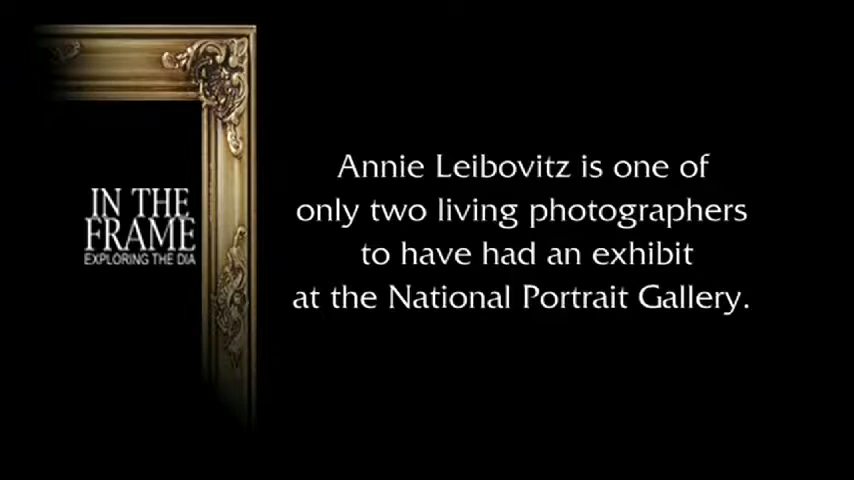 IN THE
FRAME
EXPLORING THE DIA
Annie Leibovitz is one of
only two living photographers
to have had an exhibit
at the National Portrait Gallery.